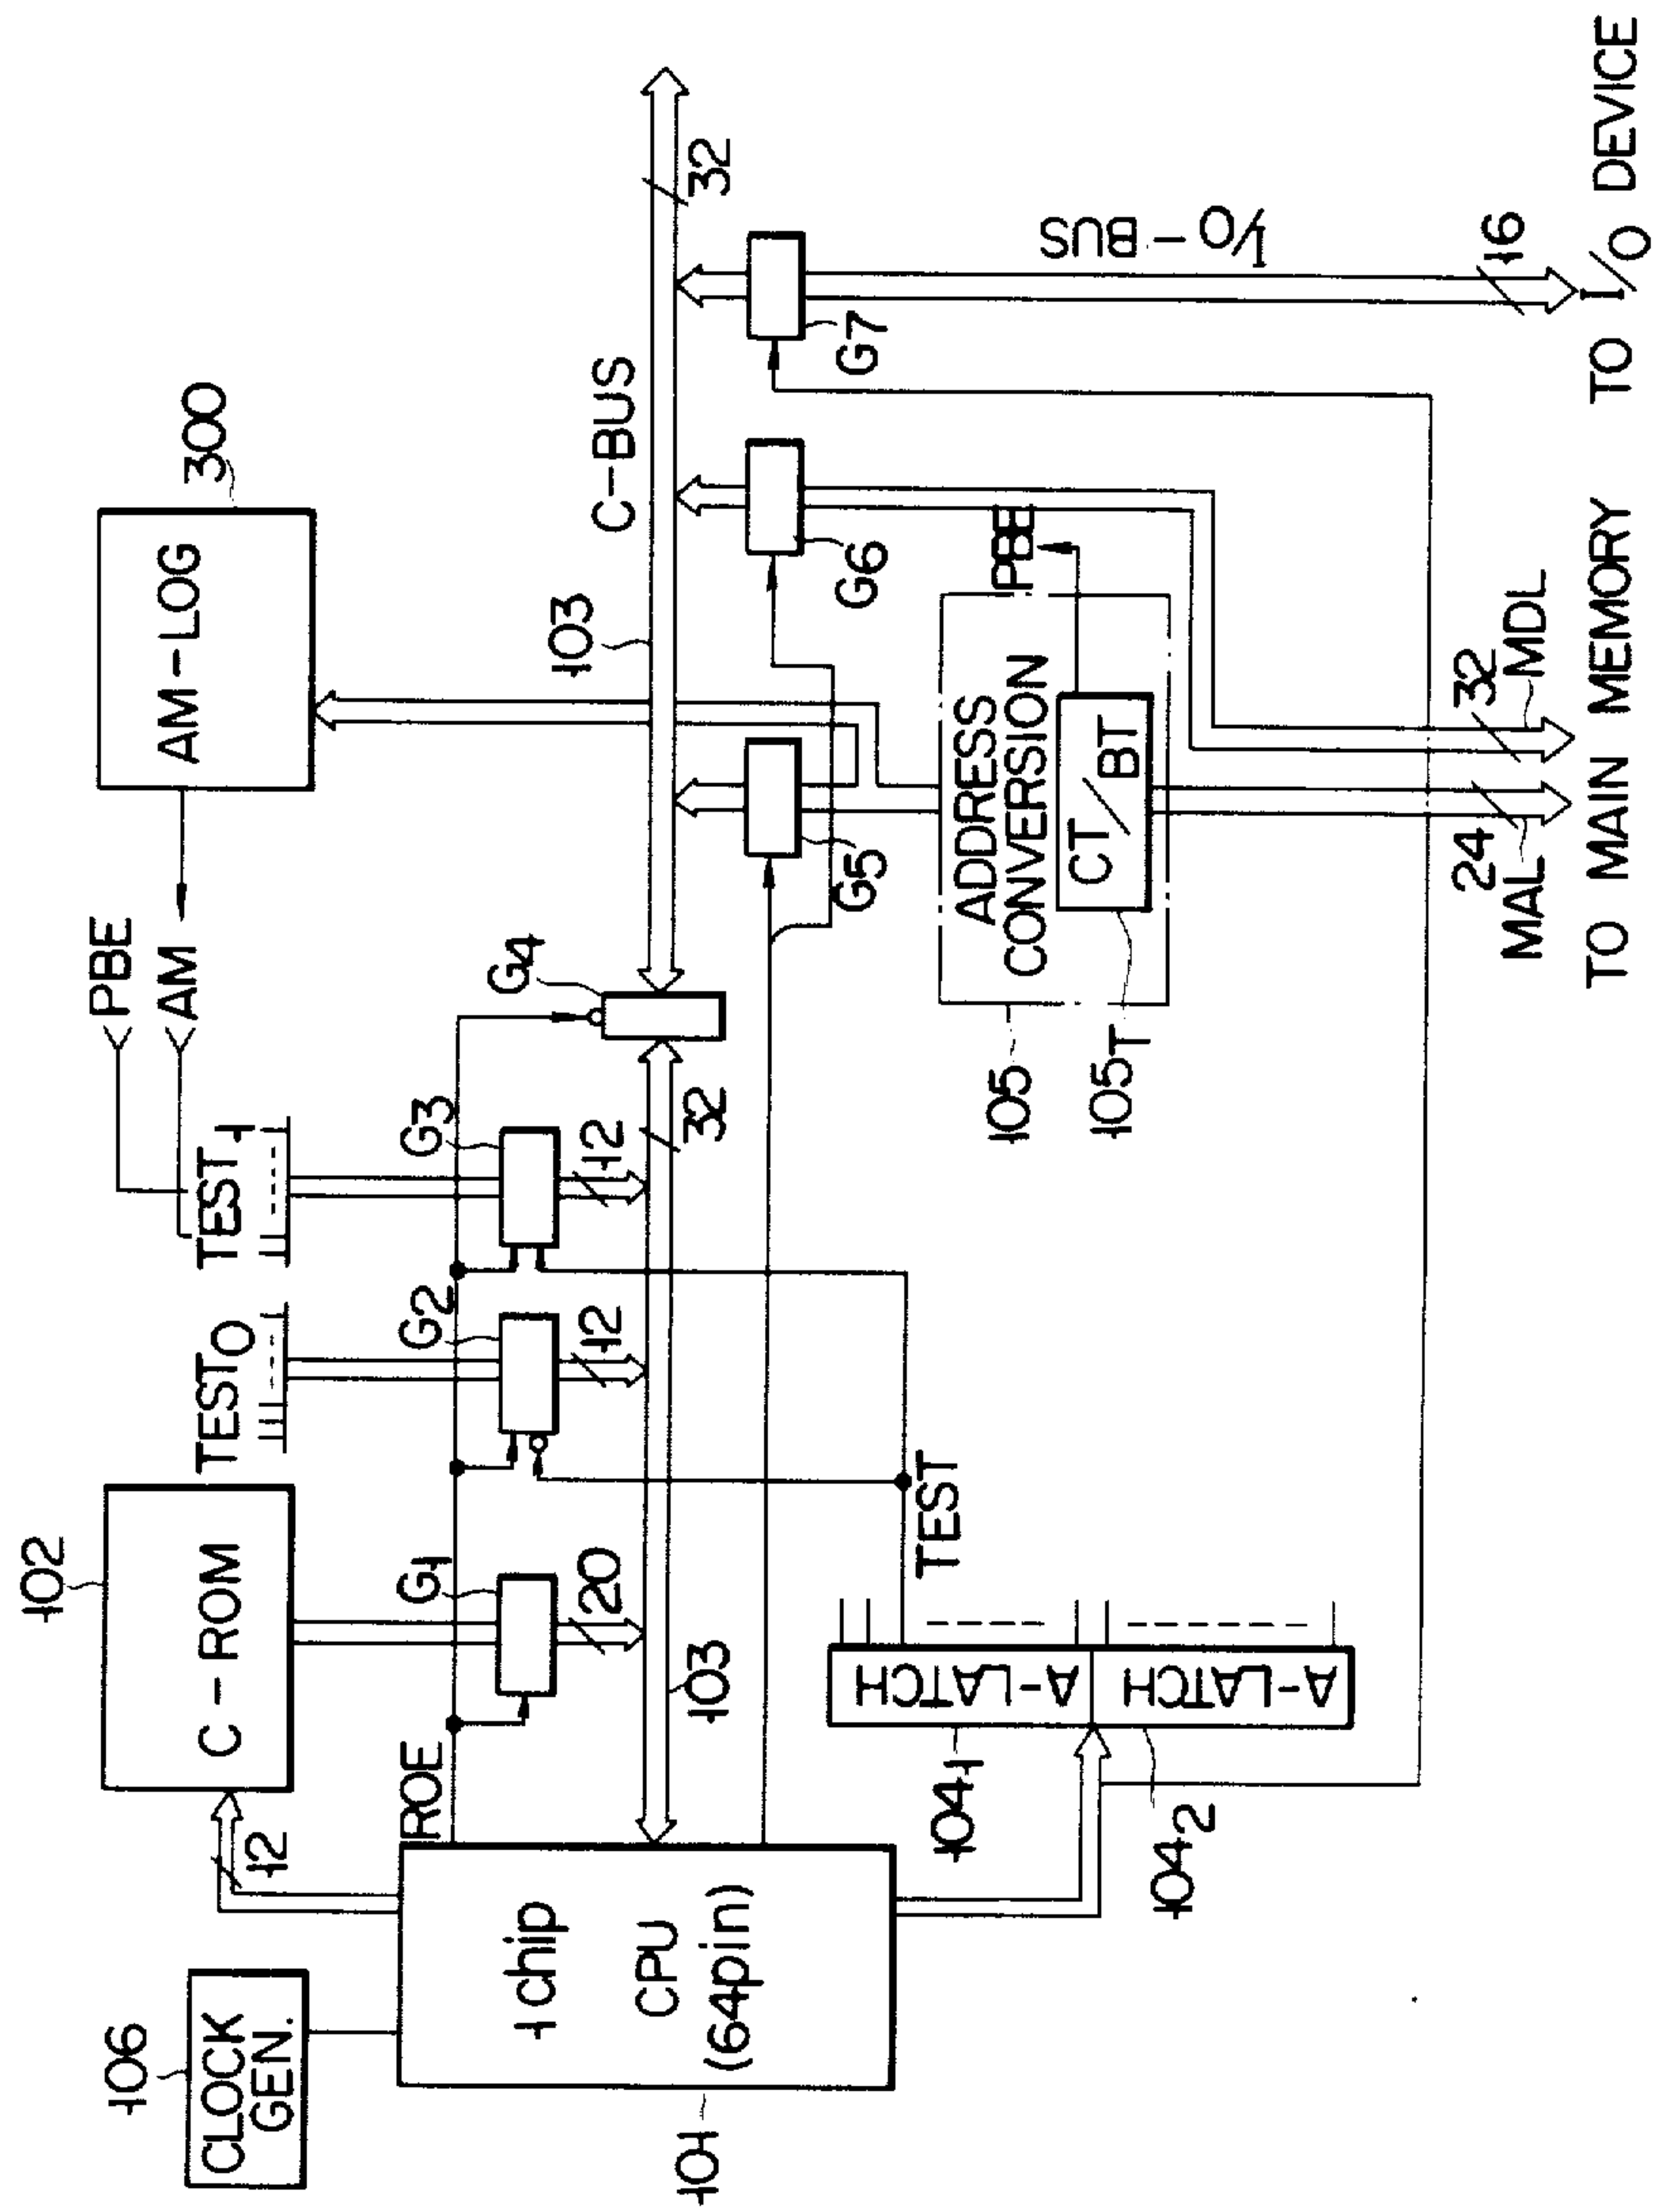 106
CLOCK
GEN.
101
1 chip
CPU
(64pin)
12
102
C-ROM
ROE
G1
20
103
TEST0
G2
12
TEST1
G3
12
32
PBE
AM
G4
300
AM-LOG
103
C-BUS
32
1041
A-LATCH
1042
A-LATCH
TEST
G5
G6
G7
105
105T
ADDRESS
CONVERSION
CT/BT
PBE
I/O-BUS
24
MAL
32
MDL
16
TO MAIN MEMORY
TO I/O DEVICE